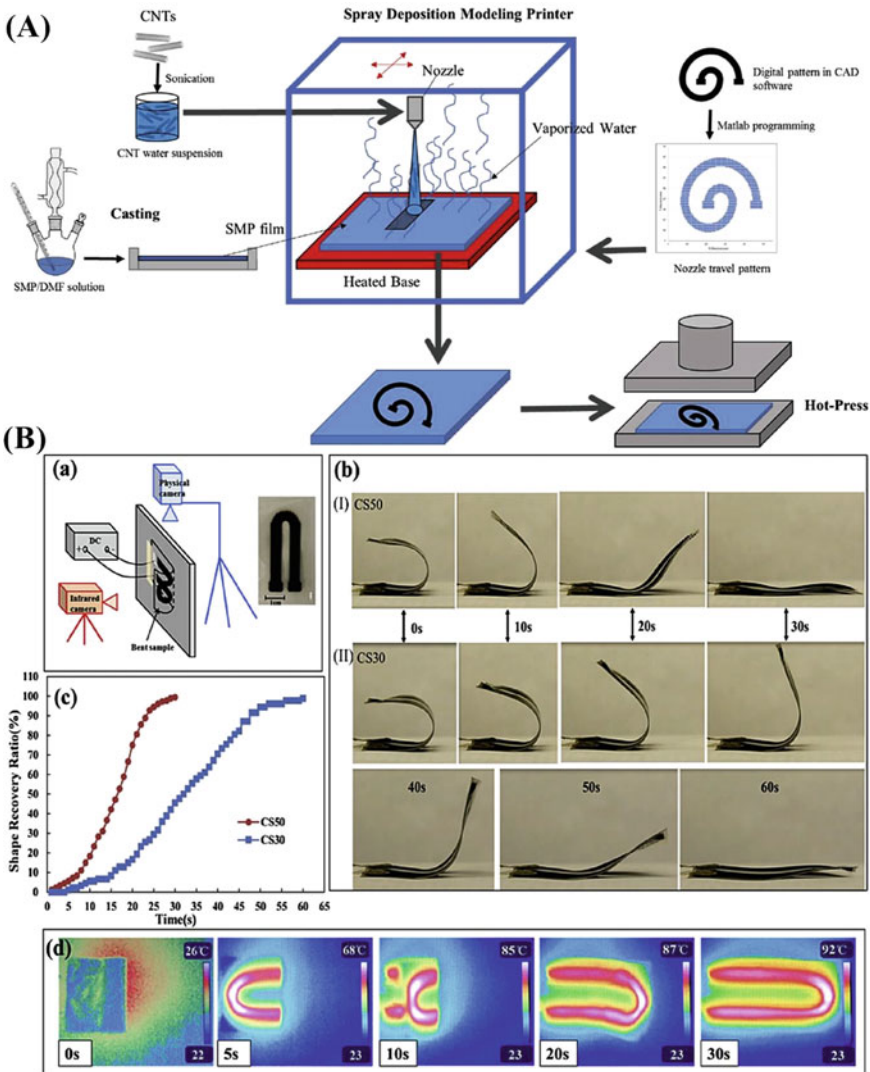 (A)
CNTs
Sonication
CNT water suspension
Casting
SMP film
SMP/DMF solution
Spray Deposition Modeling Printer
Nozzle
Vaporized Water
Heated Base
Digital pattern in CAD
software
Matlab programming
Nozzle travel pattern
Hot-Press
(B)
(a)
Physical
camera
DC
+ -
Infrared
camera
Bent sample
1cm
(b)
(I) CS50
0s 10s 20s 30s
(II) CS30
40s 50s 60s
(c)
Shape Recovery Ratio(%)
100
90
80
70
60
50
40
30
20
10
0
0 5 10 15 20 25 30 35 40 45 50 55 60 65
Time(s)
CS50
CS30
(d)
26℃ 68℃ 85℃ 87℃ 92℃
0s 22 5s 23 10s 23 20s 23 30s 23